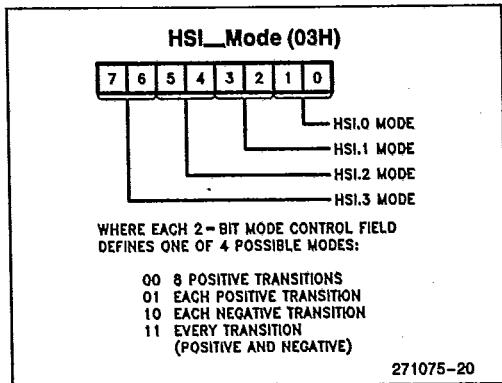 HSI_Mode (03H)
7 6 5 4 3 2 1 0
HSI.0 MODE
HSI.1 MODE
HSI.2 MODE
HSI.3 MODE
WHERE EACH 2-BIT MODE CONTROL FIELD
DEFINES ONE OF 4 POSSIBLE MODES:
00 8 POSITIVE TRANSITIONS
01 EACH POSITIVE TRANSITION
10 EACH NEGATIVE TRANSITION
11 EVERY TRANSITION
(POSITIVE AND NEGATIVE)
271075-20